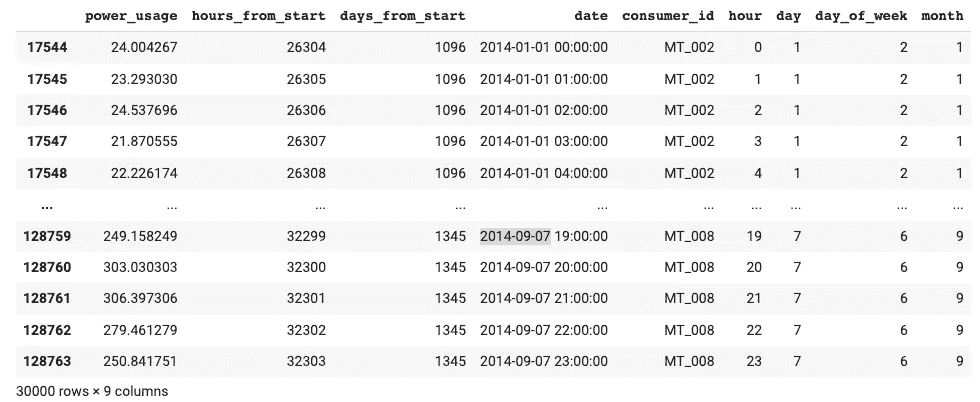 power_usage hours_from_start days_from_start date consumer_id hour day day_of_week month
17544 24.004267 26304 1096 2014-01-01 00:00:00 MT_002 0 1 2 1
17545 23.293030 26305 1096 2014-01-01 01:00:00 MT_002 1 1 2 1
17546 24.537696 26306 1096 2014-01-01 02:00:00 MT_002 2 1 2 1
17547 21.870555 26307 1096 2014-01-01 03:00:00 MT_002 3 1 2 1
17548 22.226174 26308 1096 2014-01-01 04:00:00 MT_002 4 1 2 1
... ... ... ... ... ... ... ... ... ...
128759 249.158249 32299 1345 2014-09-07 19:00:00 MT_008 19 7 6 9
128760 303.030303 32300 1345 2014-09-07 20:00:00 MT_008 20 7 6 9
128761 306.397306 32301 1345 2014-09-07 21:00:00 MT_008 21 7 6 9
128762 279.461279 32302 1345 2014-09-07 22:00:00 MT_008 22 7 6 9
128763 250.841751 32303 1345 2014-09-07 23:00:00 MT_008 23 7 6 9
30000 rows × 9 columns